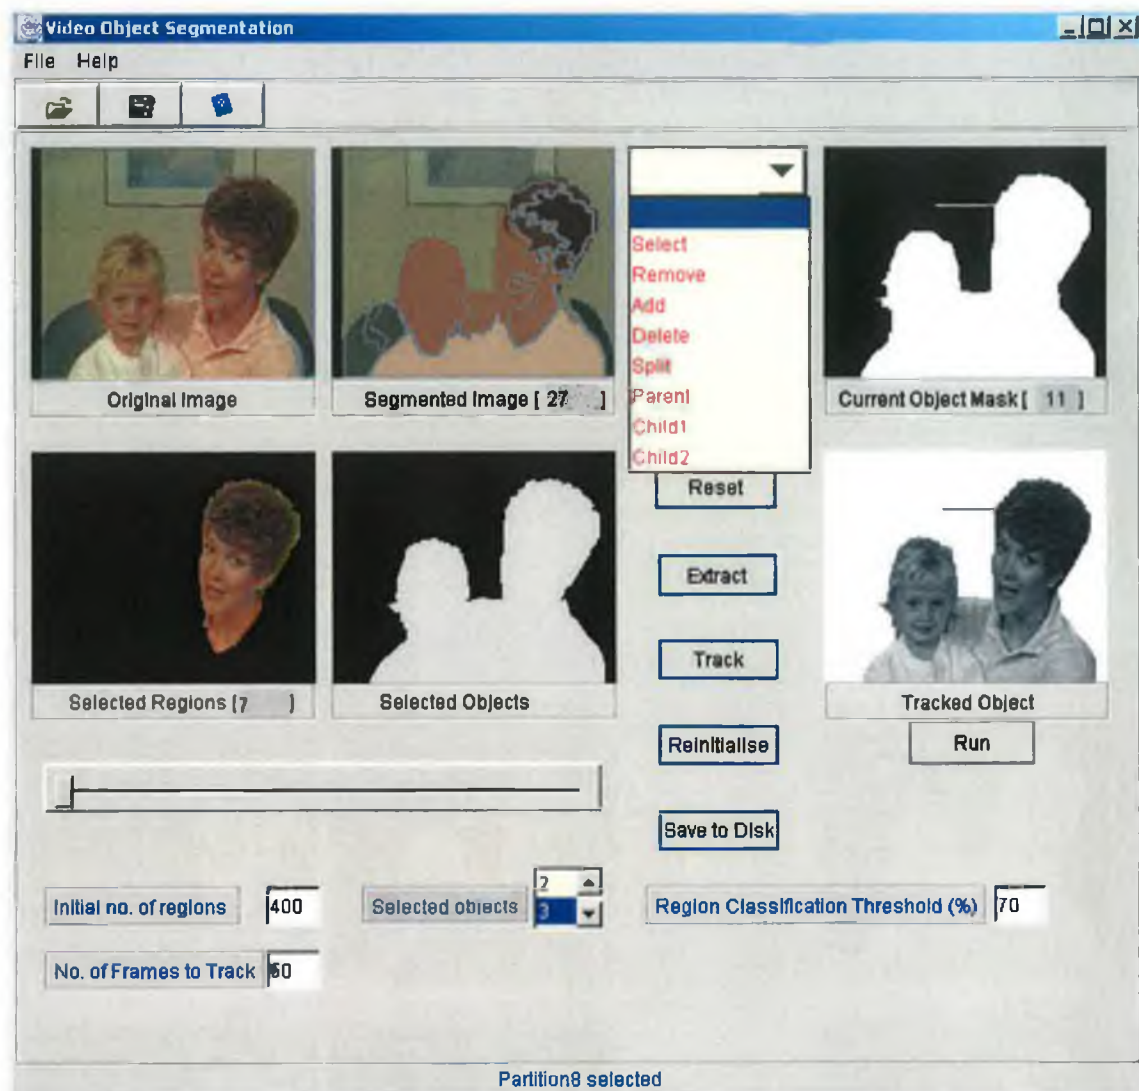 Video Object Segmentation
File Help
Select
Remove
Add
Delete
Split
Parent
Child1
Child2
Original Image
Segmented Image [ 27 ]
Current Object Mask [ 11 ]
Reset
Extract
Track
Selected Regions [7 ]
Selected Objects
Tracked Object
Reinitialise
Run
Save to Disk
Initial no. of regions 400
Selected objects 2
3
Region Classification Threshold (%) 70
No. of Frames to Track
Partition8 selected